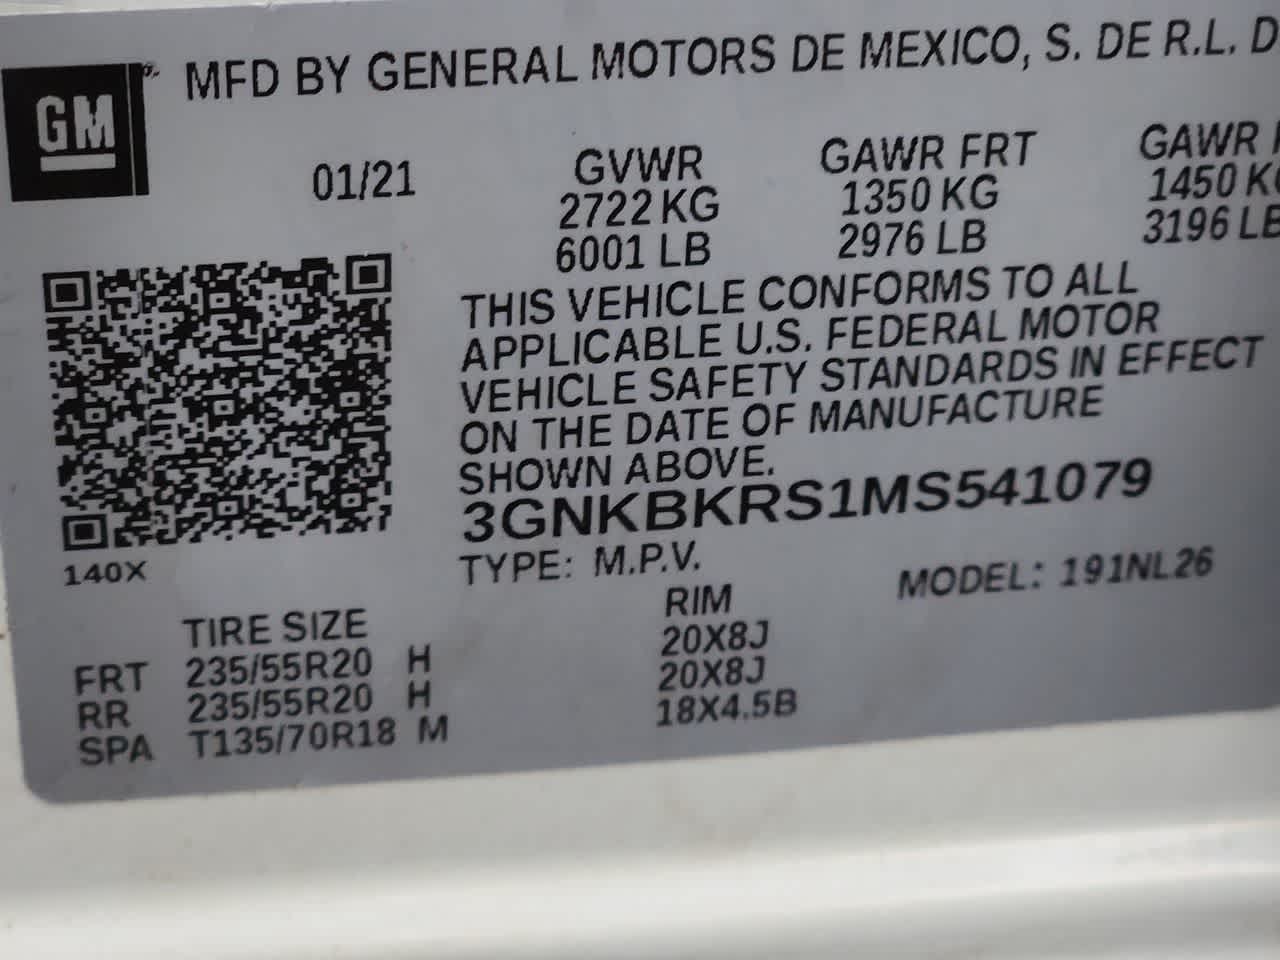 GM
MFD BY GENERAL MOTORS DE MEXICO, S. DE R.L. D
01/21
GVWR
2722 KG
6001 LB
GAWR FRT
1350 KG
2976 LB
GAWR
1450 KG
3196 LB
THIS VEHICLE CONFORMS TO ALL
APPLICABLE U.S. FEDERAL MOTOR
VEHICLE SAFETY STANDARDS IN EFFECT
ON THE DATE OF MANUFACTURE
SHOWN ABOVE.
3GNKBKRS1MS541079
TYPE: M.P.V.
MODEL: 191NL26
140X
TIRE SIZE RIM
FRT 235/55R20 H 20X8J
RR 235/55R20 H 20X8J
SPA T135/70R18 M 18X4.5B